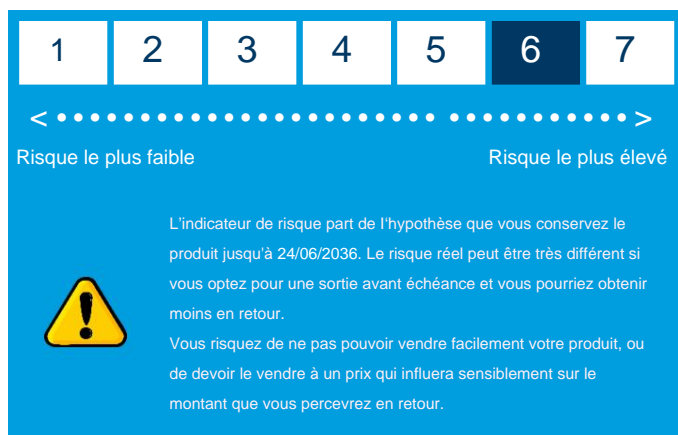 1 2 3 4 5 6 7
Risque le plus faible Risque le plus élevé
L'indicateur de risque part de l'hypothèse que vous conservez le
produit jusqu'à 24/06/2036. Le risque réel peut être très différent si
vous optez pour une sortie avant échéance et vous pourriez obtenir
moins en retour.
Vous risquez de ne pas pouvoir vendre facilement votre produit, ou
de devoir le vendre à un prix qui influera sensiblement sur le
montant que vous percevrez en retour.